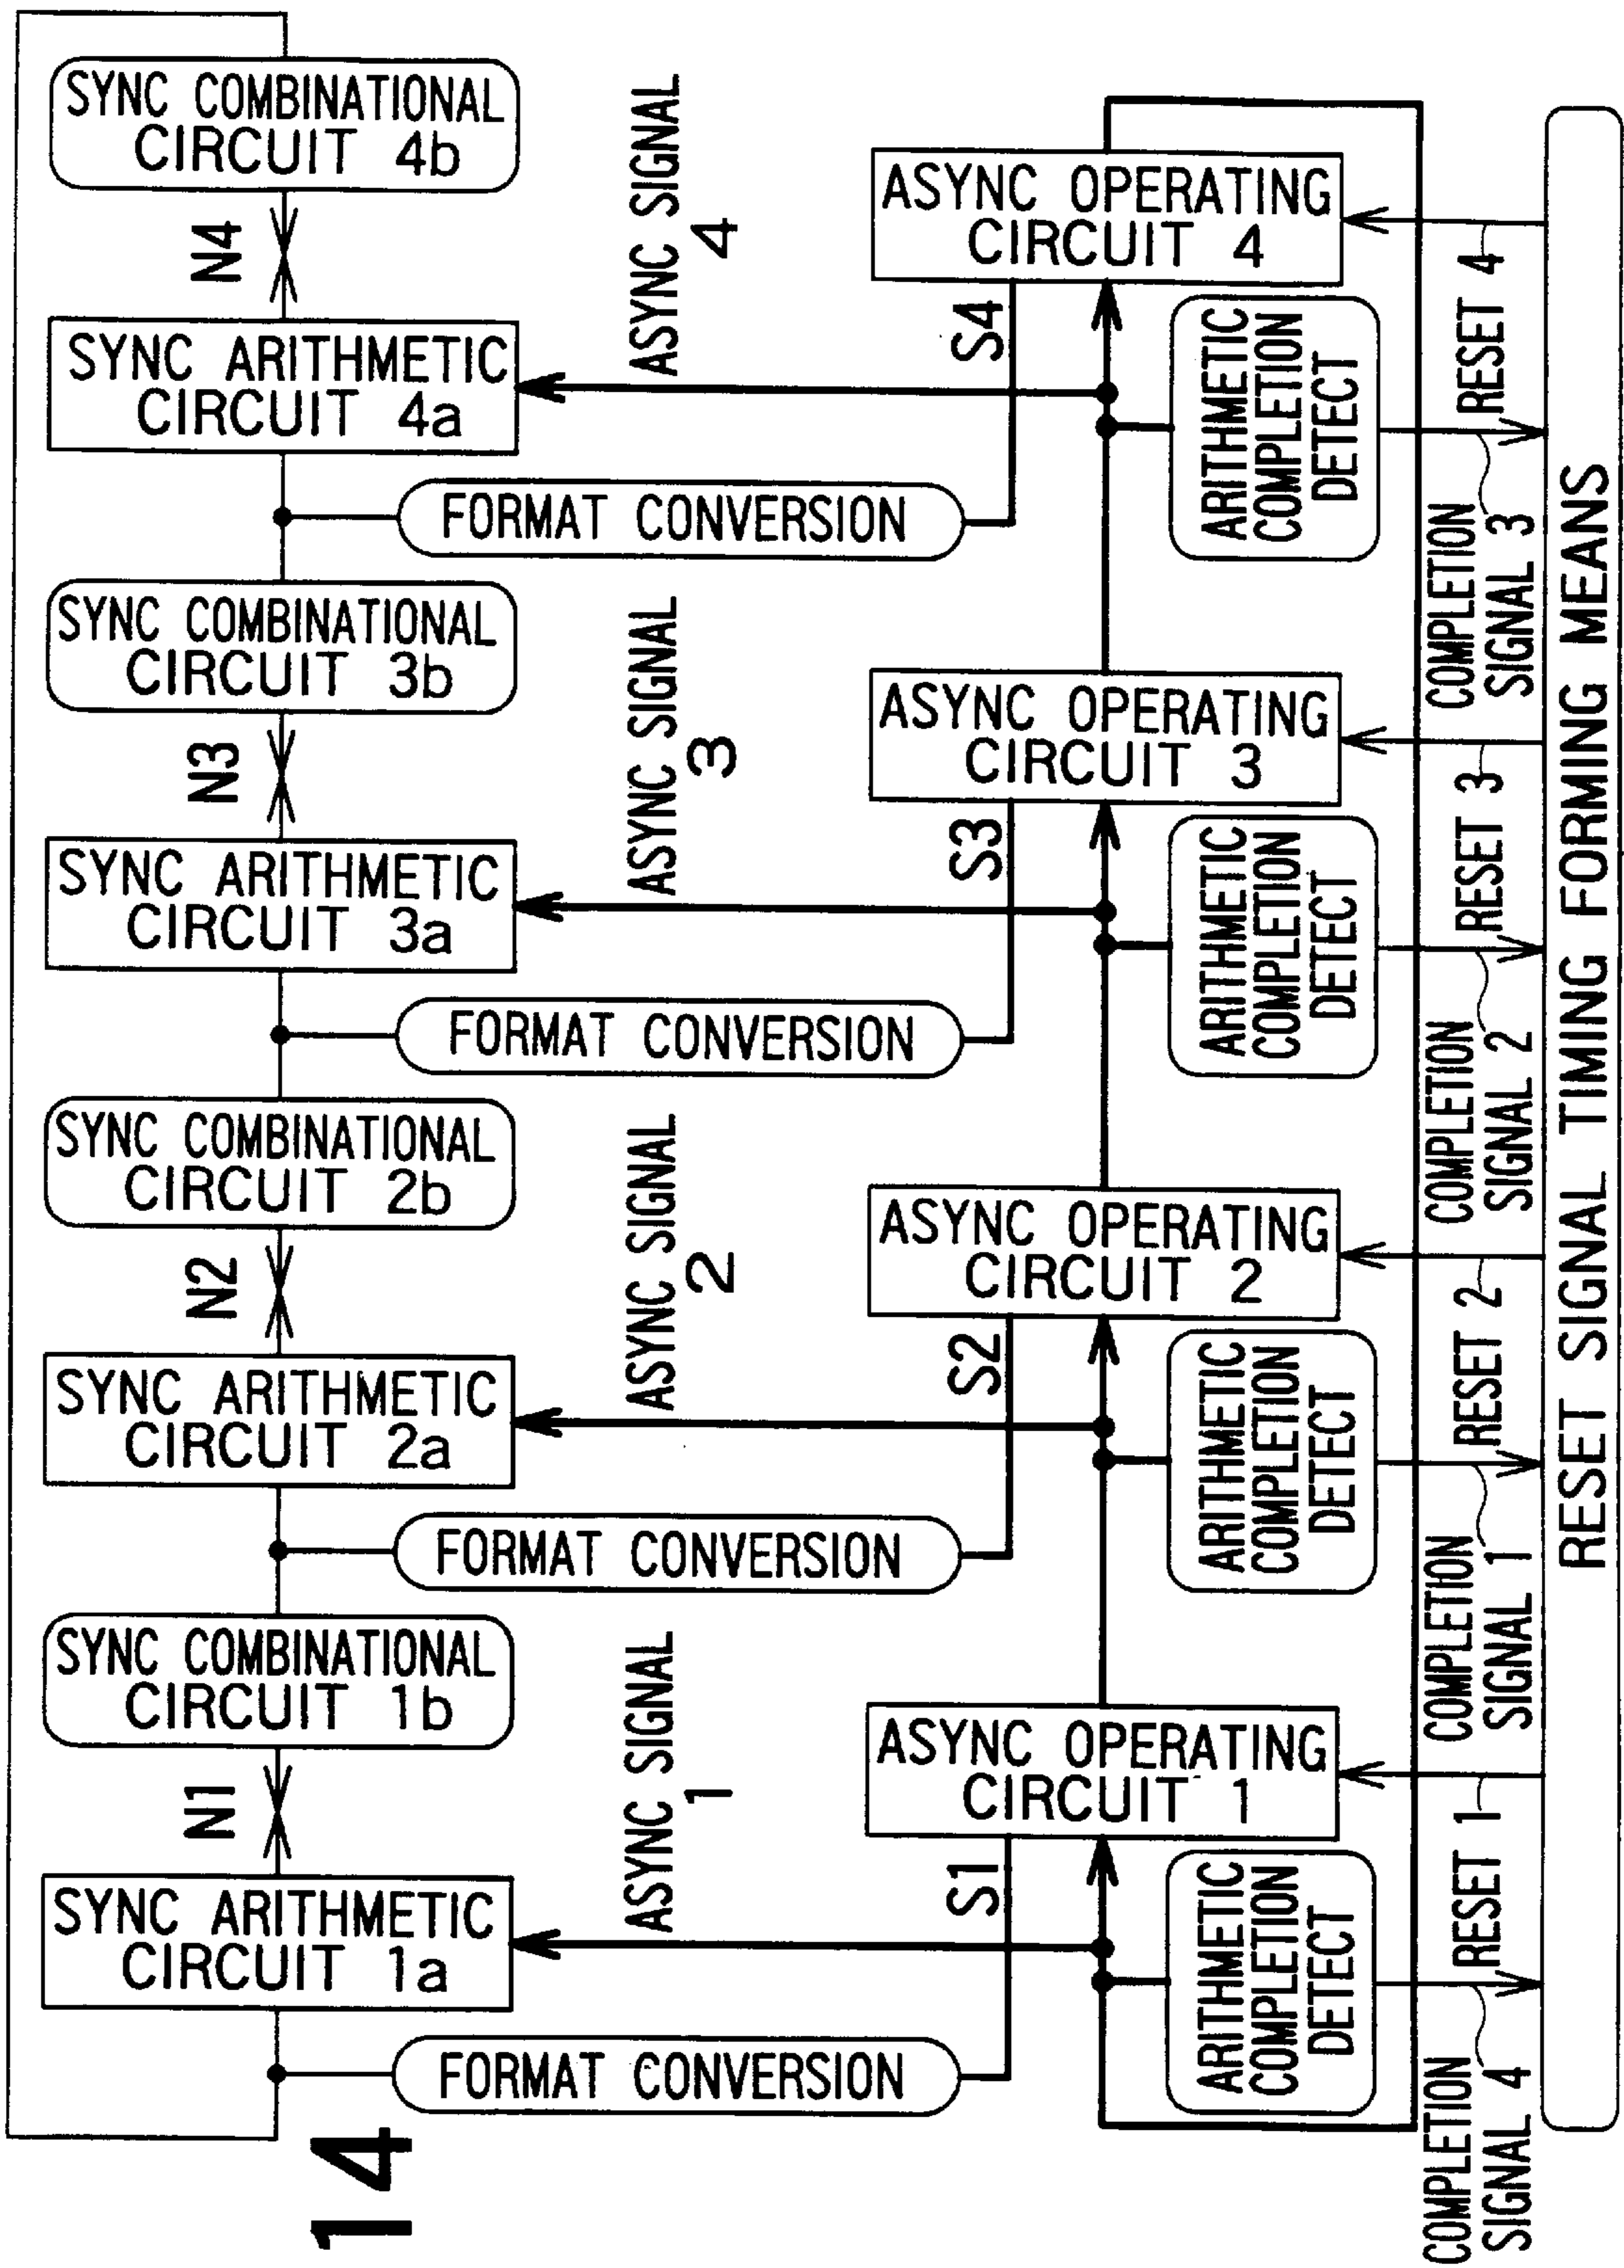 SYNC COMBINATIONAL
CIRCUIT 4b
N4
SYNC ARITHMETIC
CIRCUIT 4a
ASYNC SIGNAL
4
ASYNC OPERATING
CIRCUIT 4
S4
FORMAT CONVERSION
ARITHMETIC
COMPLETION
DETECT
RESET 4
COMPLETION
SIGNAL 3
SYNC COMBINATIONAL
CIRCUIT 3b
N3
SYNC ARITHMETIC
CIRCUIT 3a
ASYNC SIGNAL
3
ASYNC OPERATING
CIRCUIT 3
S3
FORMAT CONVERSION
ARITHMETIC
COMPLETION
DETECT
RESET 3
COMPLETION
SIGNAL 2
SYNC COMBINATIONAL
CIRCUIT 2b
N2
SYNC ARITHMETIC
CIRCUIT 2a
ASYNC SIGNAL
2
ASYNC OPERATING
CIRCUIT 2
S2
FORMAT CONVERSION
ARITHMETIC
COMPLETION
DETECT
RESET 2
COMPLETION
SIGNAL 1
SYNC COMBINATIONAL
CIRCUIT 1b
N1
SYNC ARITHMETIC
CIRCUIT 1a
ASYNC SIGNAL
1
ASYNC OPERATING
CIRCUIT 1
S1
FORMAT CONVERSION
ARITHMETIC
COMPLETION
DETECT
RESET 1
COMPLETION
SIGNAL 4
RESET SIGNAL TIMING FORMING MEANS
14